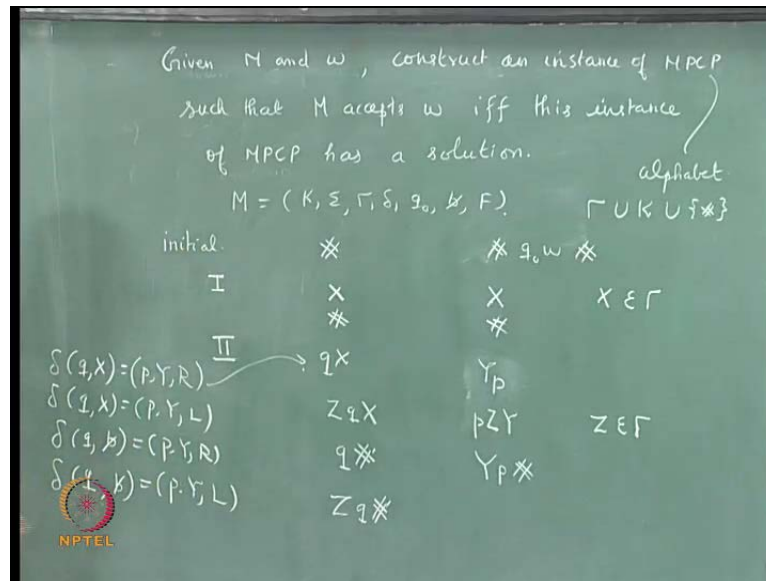 Given M and w, construct an instance of MPCP
such that M accepts w iff this instance
of MPCP has a solution.
alphabet
M = (K, Σ, Γ, δ, q₀, b̸, F). Γ ∪ K ∪ {#}
initial. # # q₀ w #
I X X X ∈ Γ
# #
II
δ(q,X)=(p,Y,R) qX Yp
δ(q,X)=(p,Y,L) ZqX pZY Z ∈ Γ
δ(q,b̸)=(p,Y,R) q# Yp#
δ(q,b̸)=(p,Y,L) Zq#
NPTEL